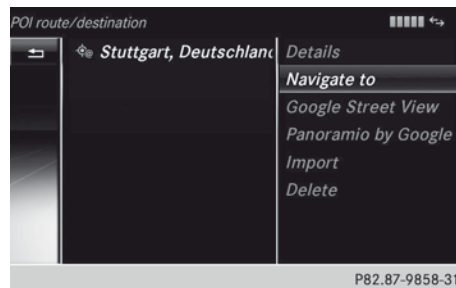 POI route/destination
Stuttgart, Deutschland
Details
Navigate to
Google Street View
Panoramio by Google
Import
Delete
P82.87-9858-31